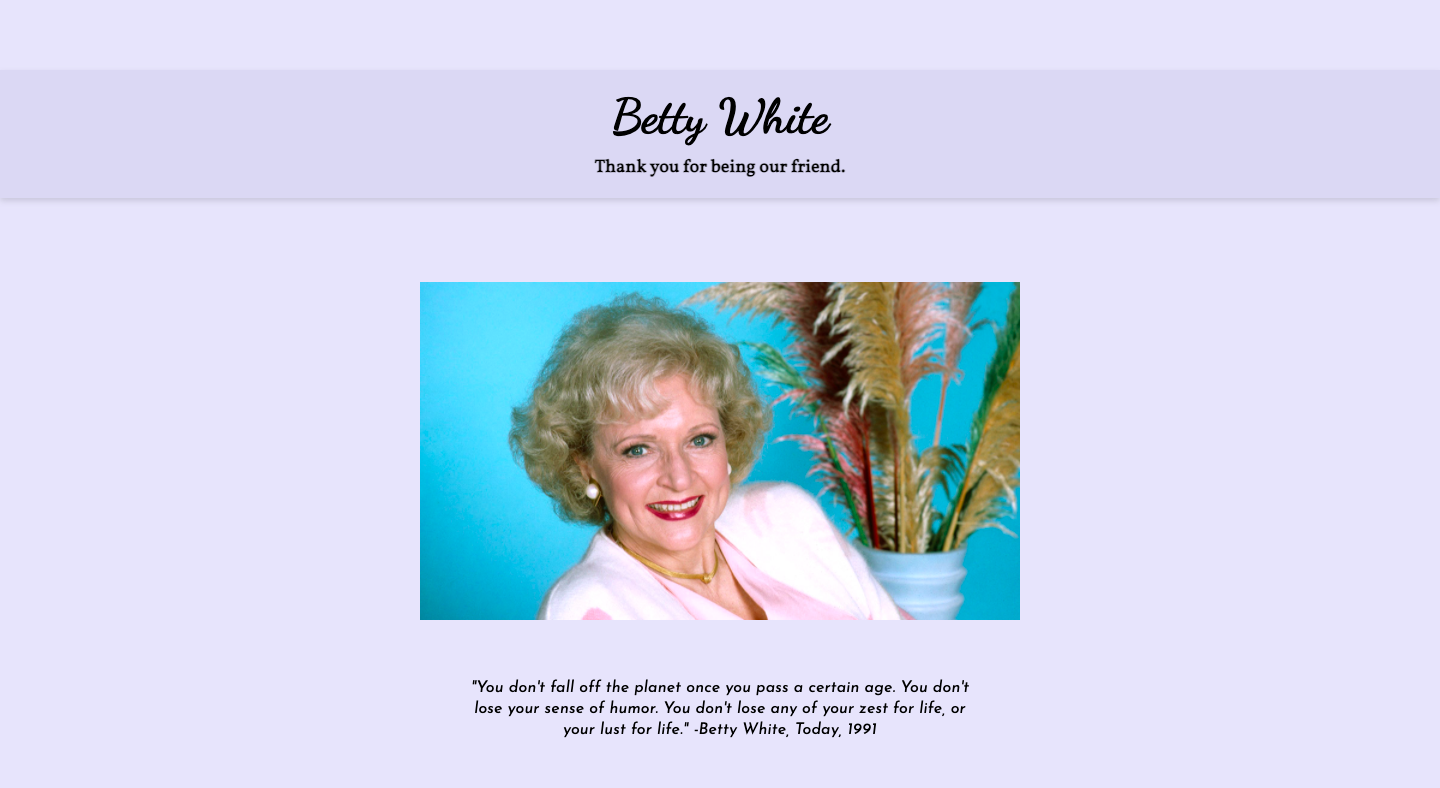 Betty White
Thank you for being our friend.
"You don't fall off the planet once you pass a certain age. You don't
lose your sense of humor. You don't lose any of your zest for life, or
your lust for life." -Betty White, Today, 1991